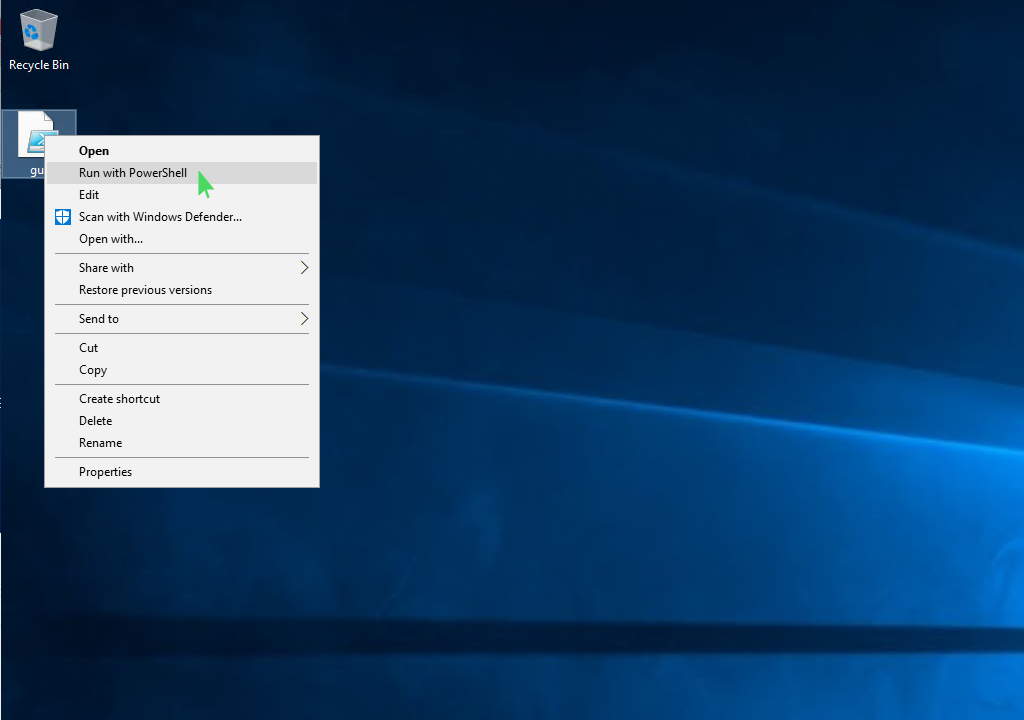 Recycle Bin
gu
Open
Run with PowerShell
Edit
Scan with Windows Defender...
Open with...
Share with
Restore previous versions
Send to
Cut
Copy
Create shortcut
Delete
Rename
Properties